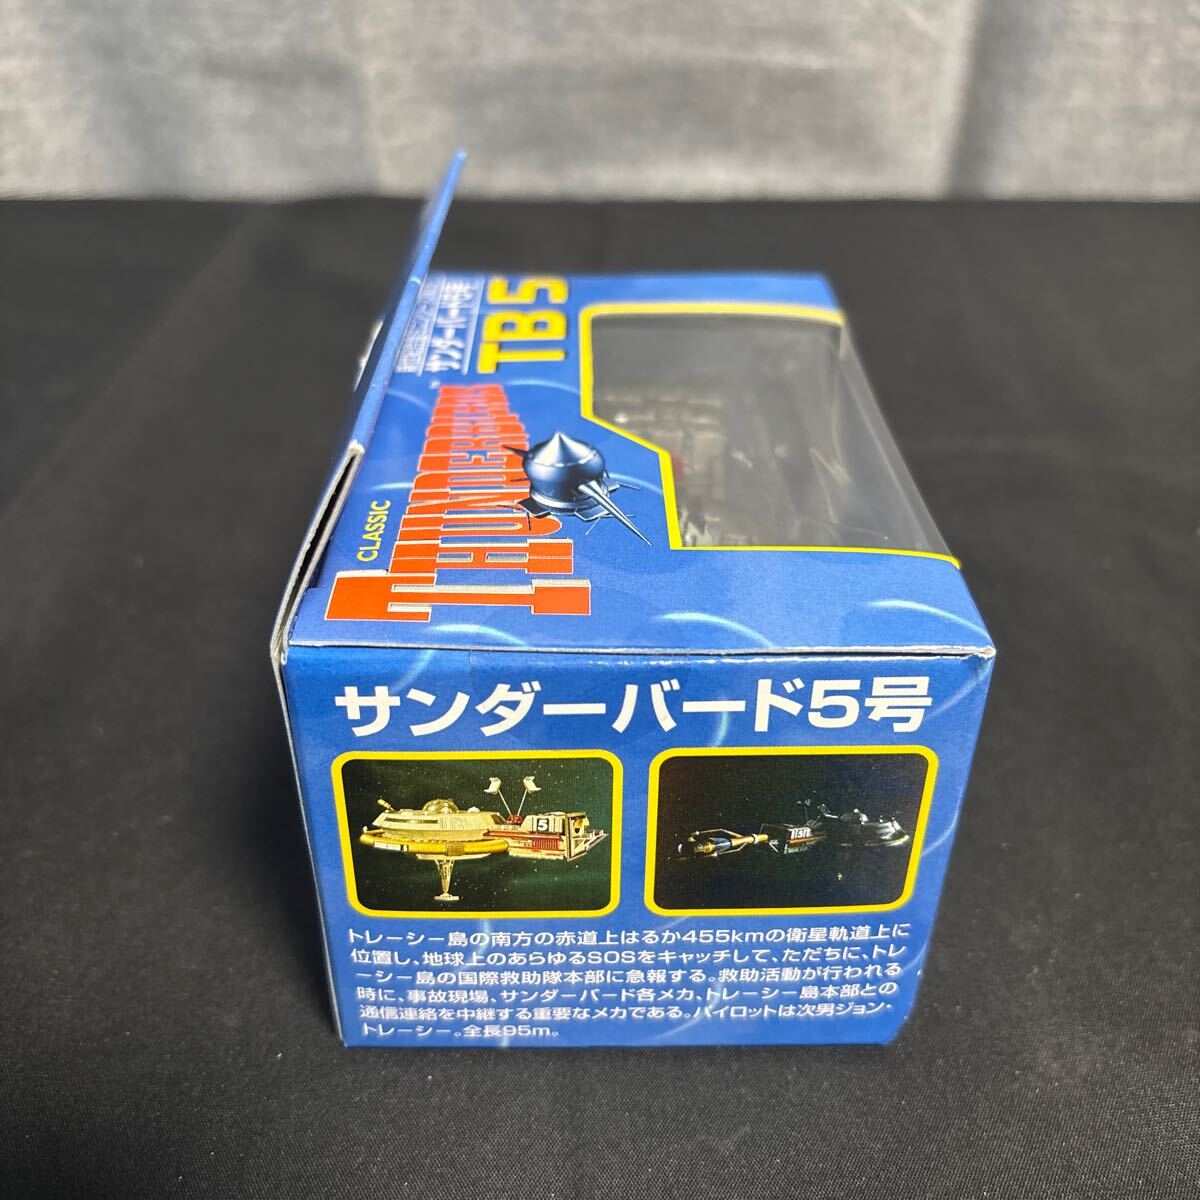 サンダーバード5号
TB5
CLASSIC
THUNDERBIRDS
™
サンダーバード5号
5
トレーシー島の南方の赤道上はるか455kmの衛星軌道上に
位置し、地球上のあらゆるSOSをキャッチして、ただちに、トレ
ーシー島の国際救助隊本部に急報する。救助活動が行われる
時に、事故現場、サンダーバード各メカ、トレーシー島本部との
通信連絡を中継する重要なメカである。パイロットは次男ジョン・
トレーシー。全長95m。